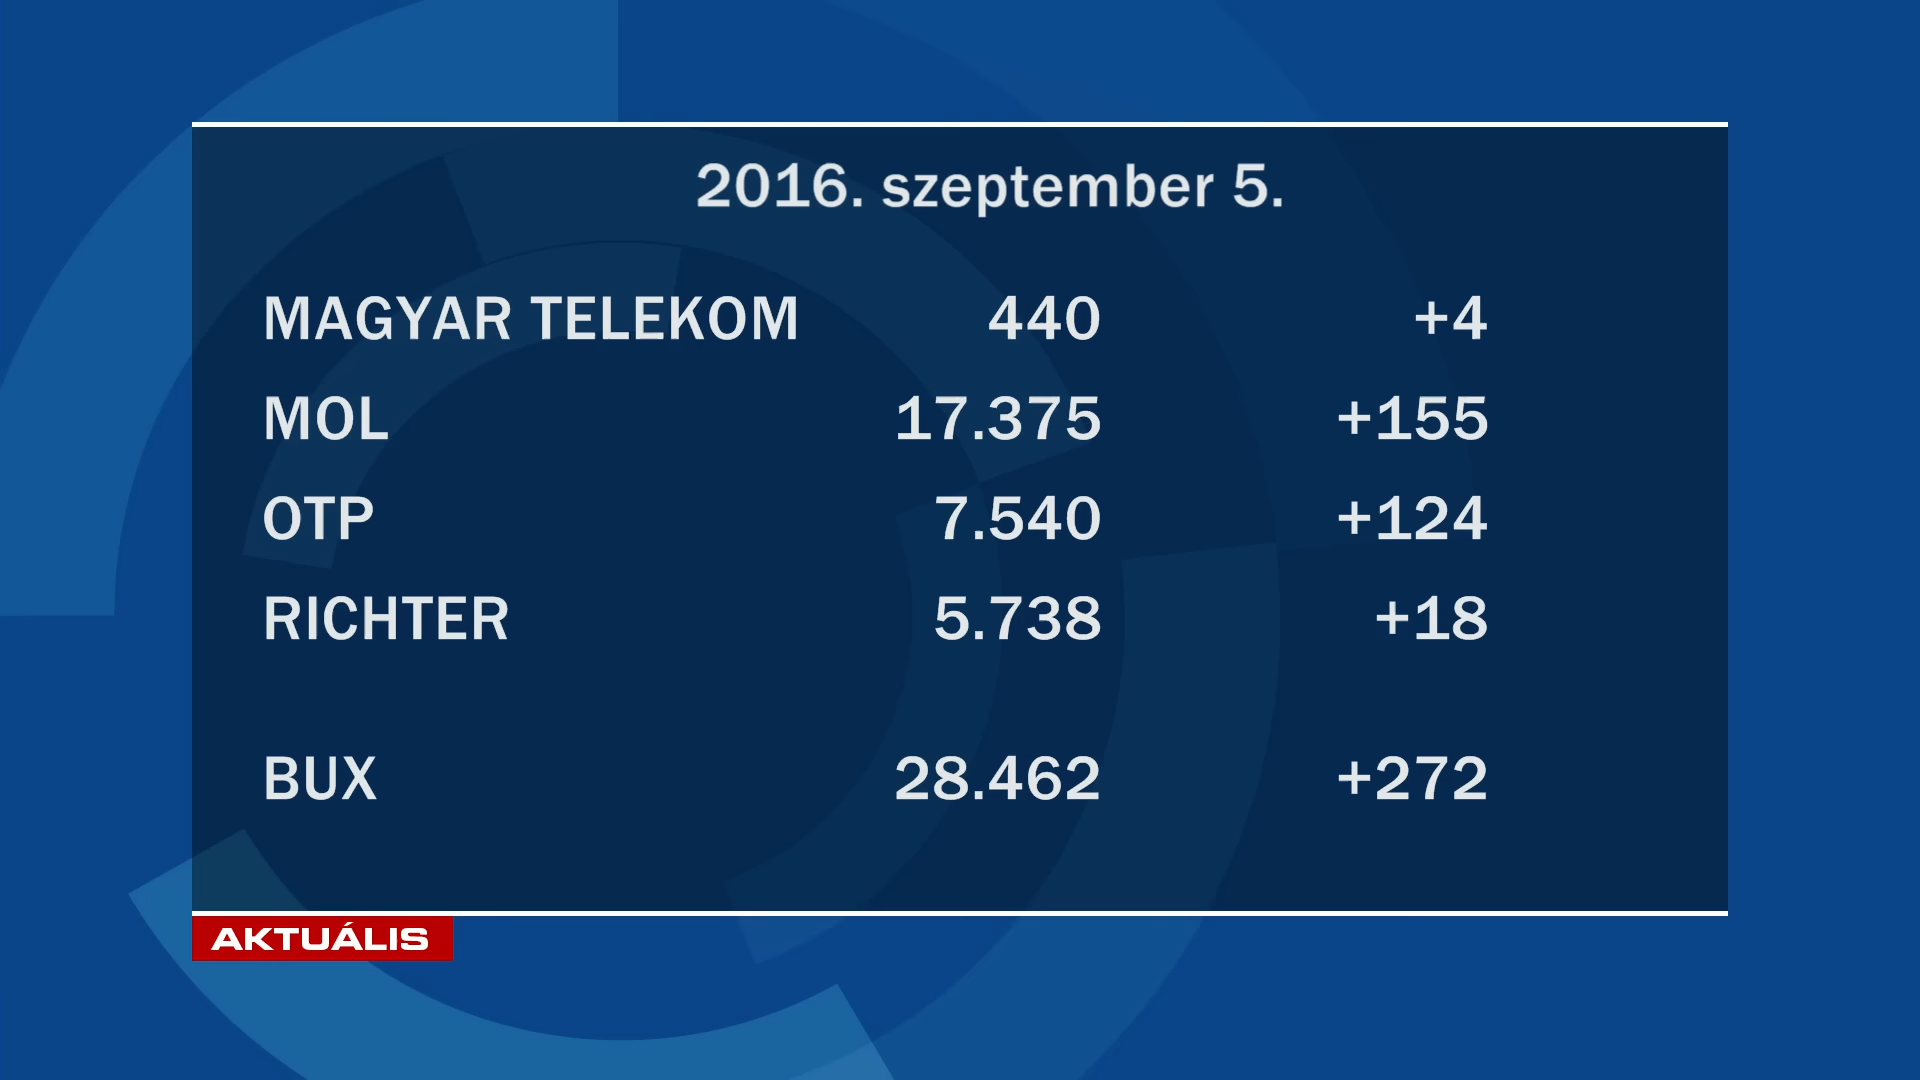 2016. szeptember 5.
MAGYAR TELEKOM 440 +4
MOL 17.375 +155
OTP 7.540 +124
RICHTER 5.738 +18
BUX 28.462 +272
AKTUÁLIS